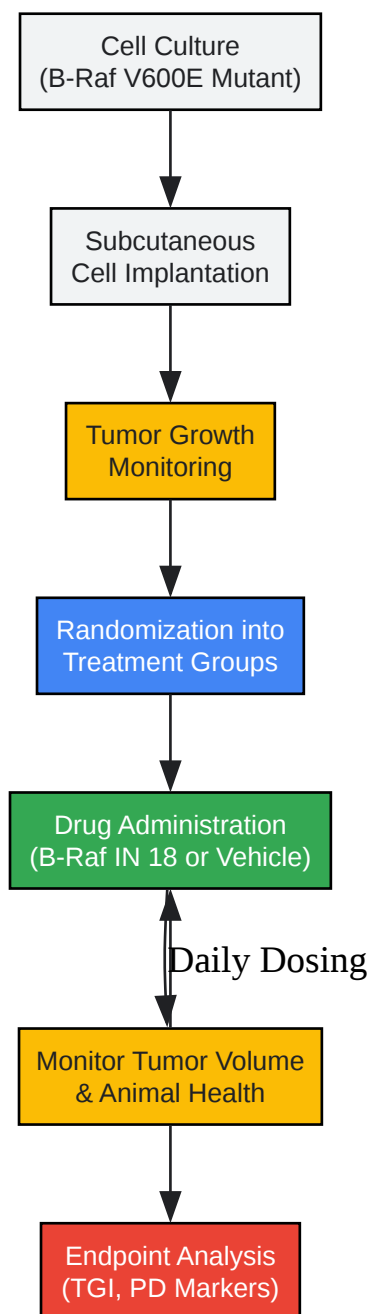 Cell Culture
(B-Raf V600E Mutant)
Subcutaneous
Cell Implantation
Tumor Growth
Monitoring
Randomization into
Treatment Groups
Drug Administration
(B-Raf IN 18 or Vehicle)
Daily Dosing
Monitor Tumor Volume
& Animal Health
Endpoint Analysis
(TGI, PD Markers)